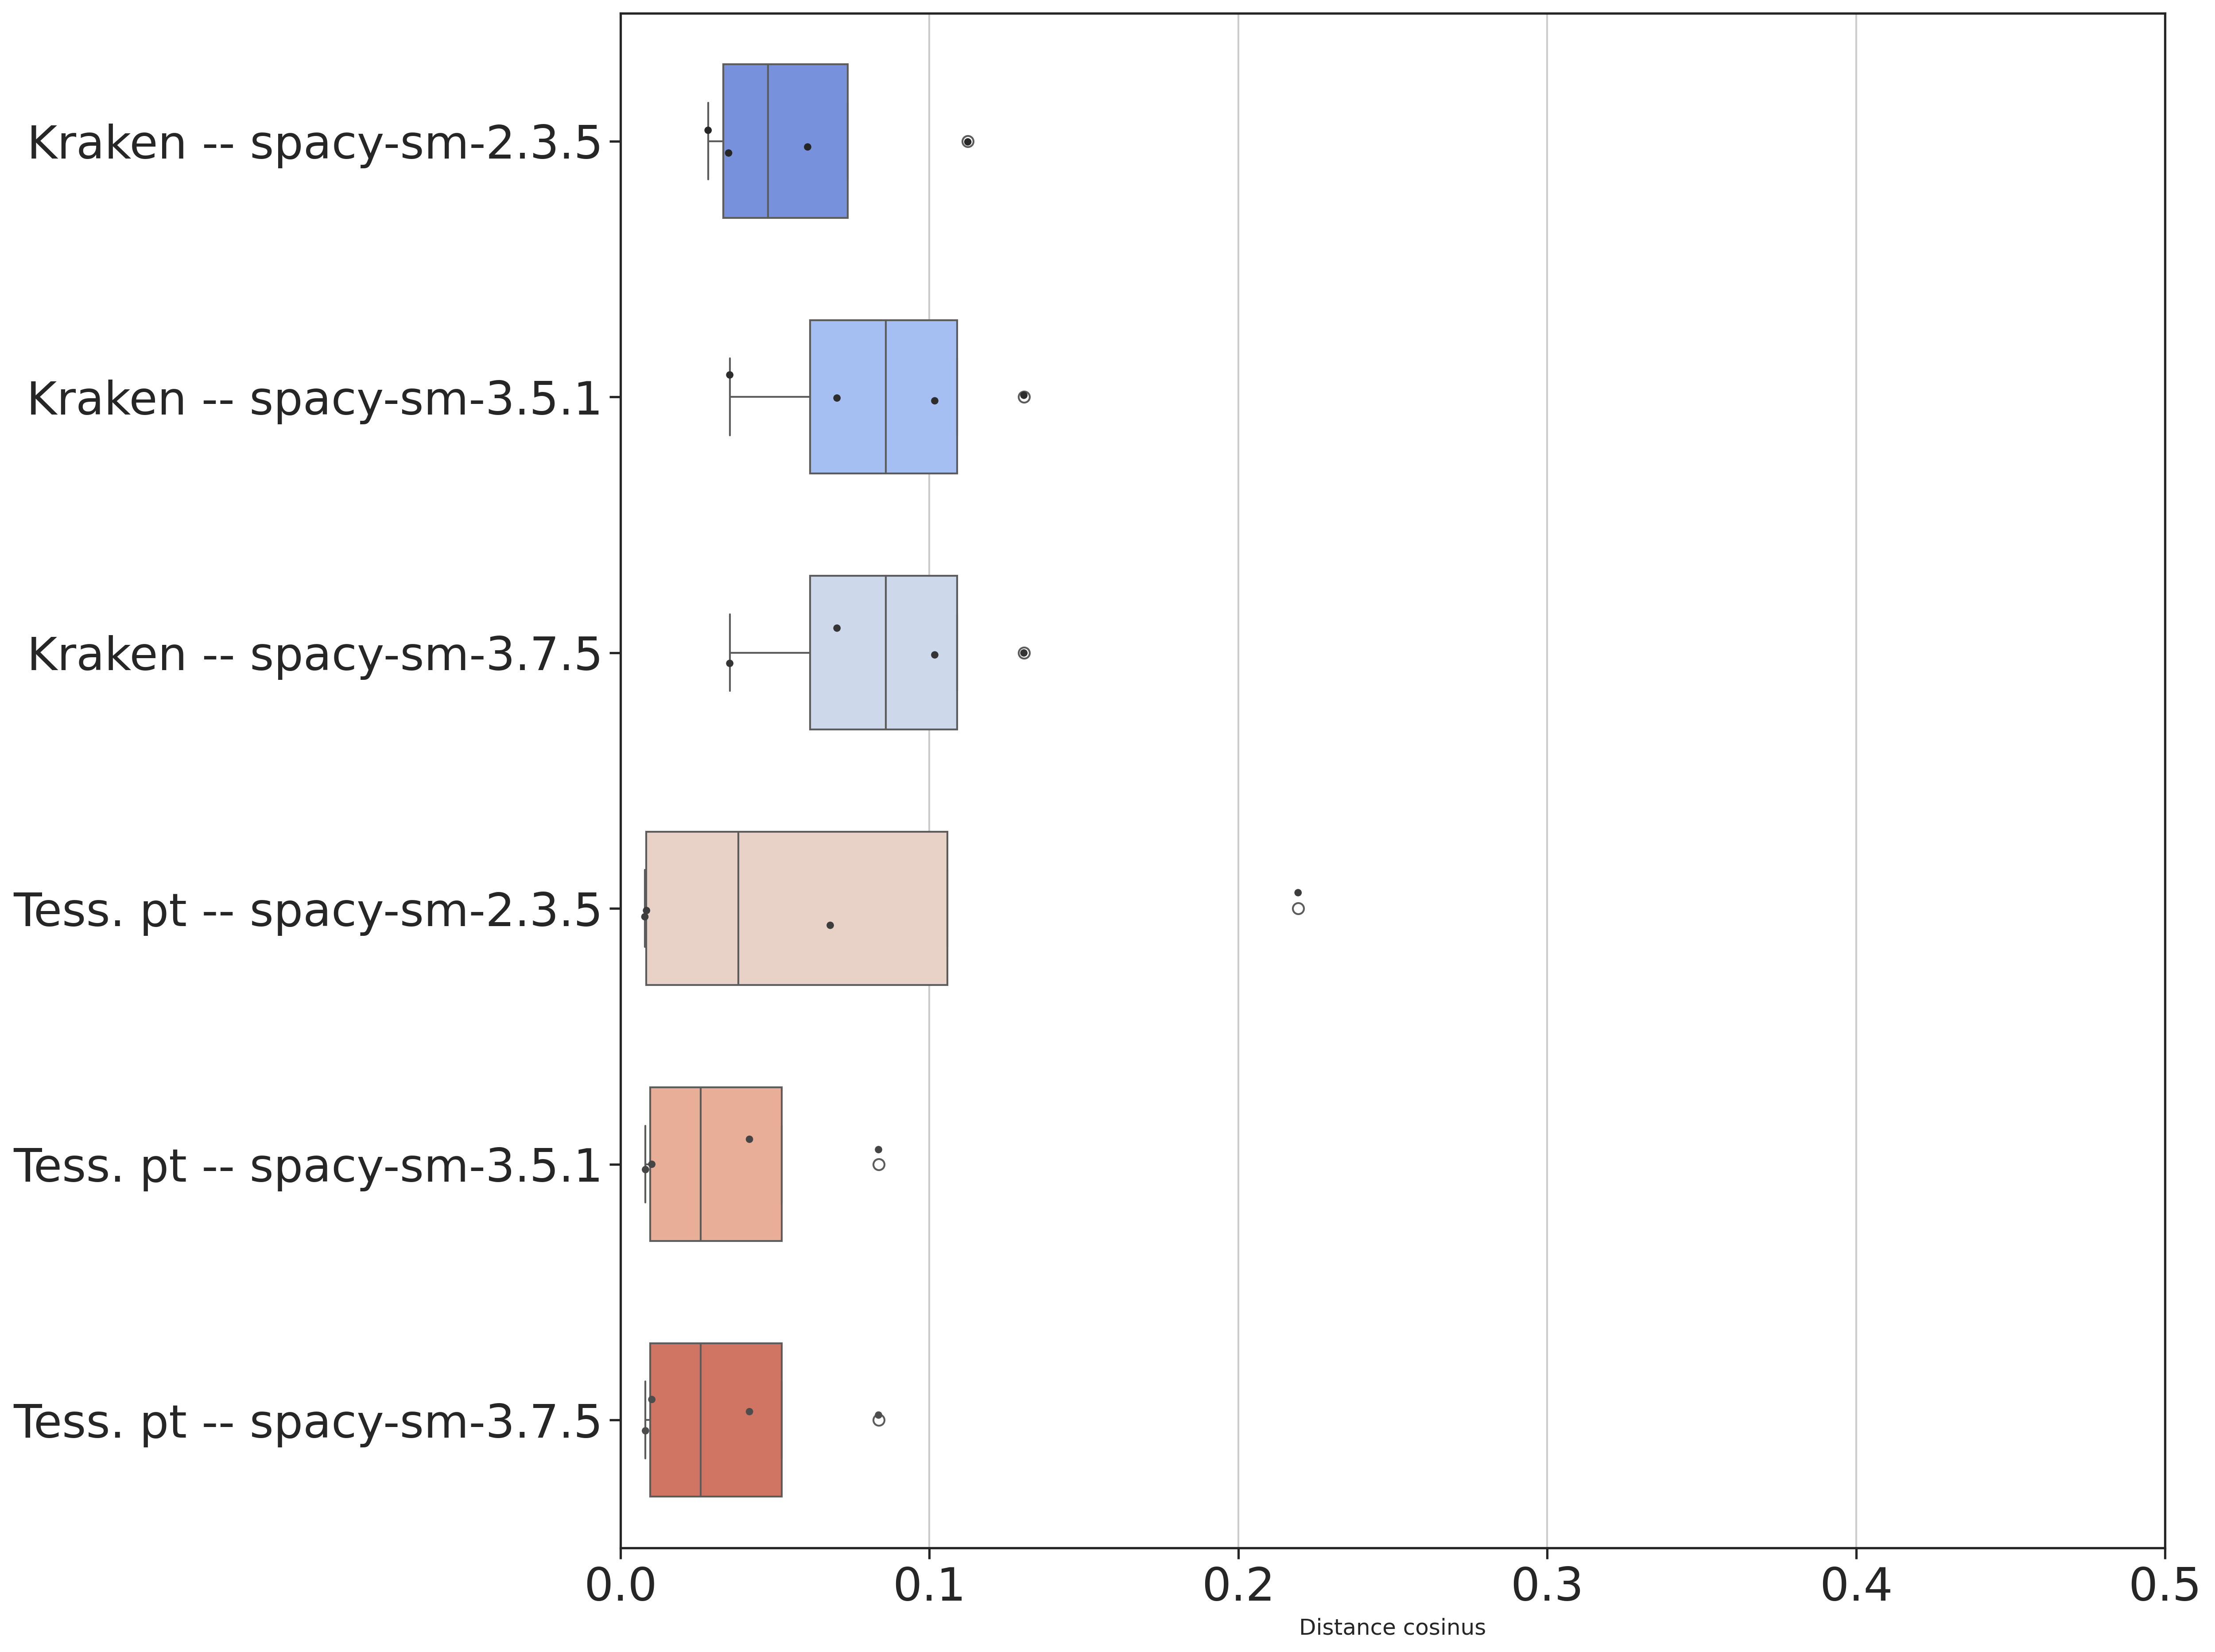 Kraken -- spacy-sm-2.3.5
Kraken -- spacy-sm-3.5.1
Kraken -- spacy-sm-3.7.5
Tess. pt -- spacy-sm-2.3.5
Tess. pt -- spacy-sm-3.5.1
Tess. pt -- spacy-sm-3.7.5
0.0 0.1 0.2 0.3 0.4 0.5
Distance cosinus